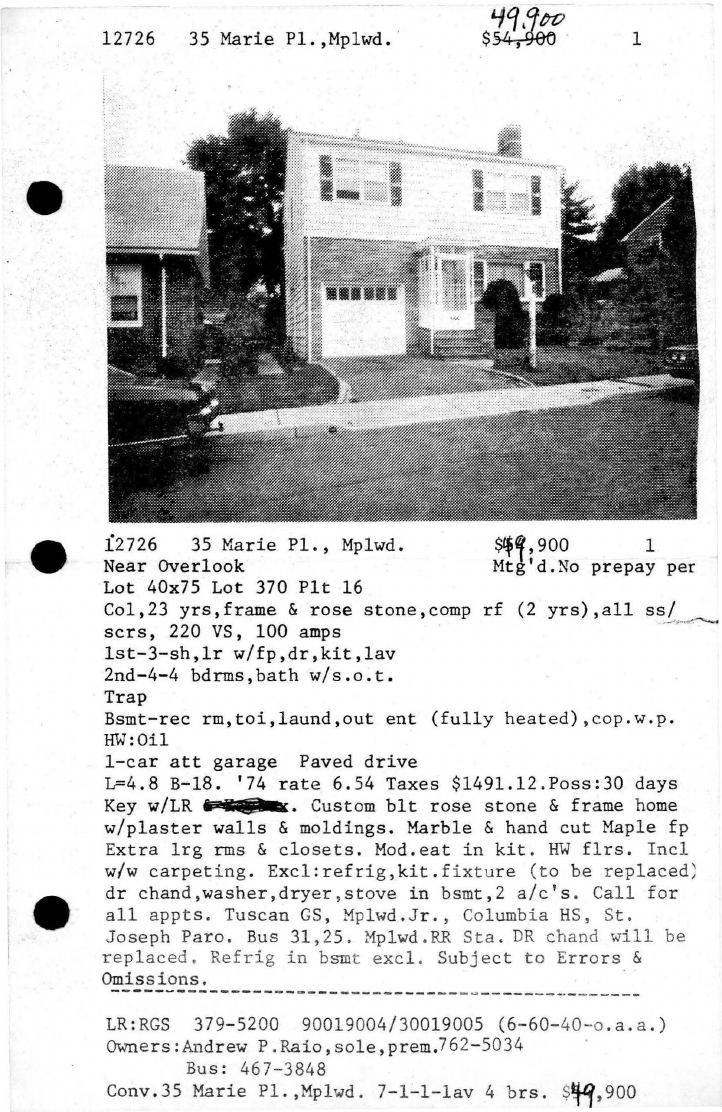 49,900
12726 35 Marie Pl.,Mplwd. $54,900 1
12726 35 Marie Pl., Mplwd. $49,900 1
Near Overlook Mtg'd.No prepay per
Lot 40x75 Lot 370 Plt 16
Col,23 yrs,frame & rose stone,comp rf (2 yrs),all ss/
scrs, 220 VS, 100 amps
1st-3-sh,lr w/fp,dr,kit,lav
2nd-4-4 bdrms,bath w/s.o.t.
Trap
Bsmt-rec rm,toi,laund,out ent (fully heated),cop.w.p.
HW:Oil
1-car att garage Paved drive
L=4.8 B-18. '74 rate 6.54 Taxes $1491.12.Poss:30 days
Key w/LR . Custom blt rose stone & frame home
w/plaster walls & moldings. Marble & hand cut Maple fp
Extra lrg rms & closets. Mod.eat in kit. HW flrs. Incl
w/w carpeting. Excl:refrig,kit.fixture (to be replaced)
dr chand,washer,dryer,stove in bsmt,2 a/c's. Call for
all appts. Tuscan GS, Mplwd.Jr., Columbia HS, St.
Joseph Paro. Bus 31,25. Mplwd.RR Sta. DR chand will be
replaced. Refrig in bsmt excl. Subject to Errors &
Omissions.
LR:RGS 379-5200 90019004/30019005 (6-60-40-o.a.a.)
Owners:Andrew P.Raio,sole,prem.762-5034
Bus: 467-3848
Conv.35 Marie Pl.,Mplwd. 7-1-1-lav 4 brs. $49,900